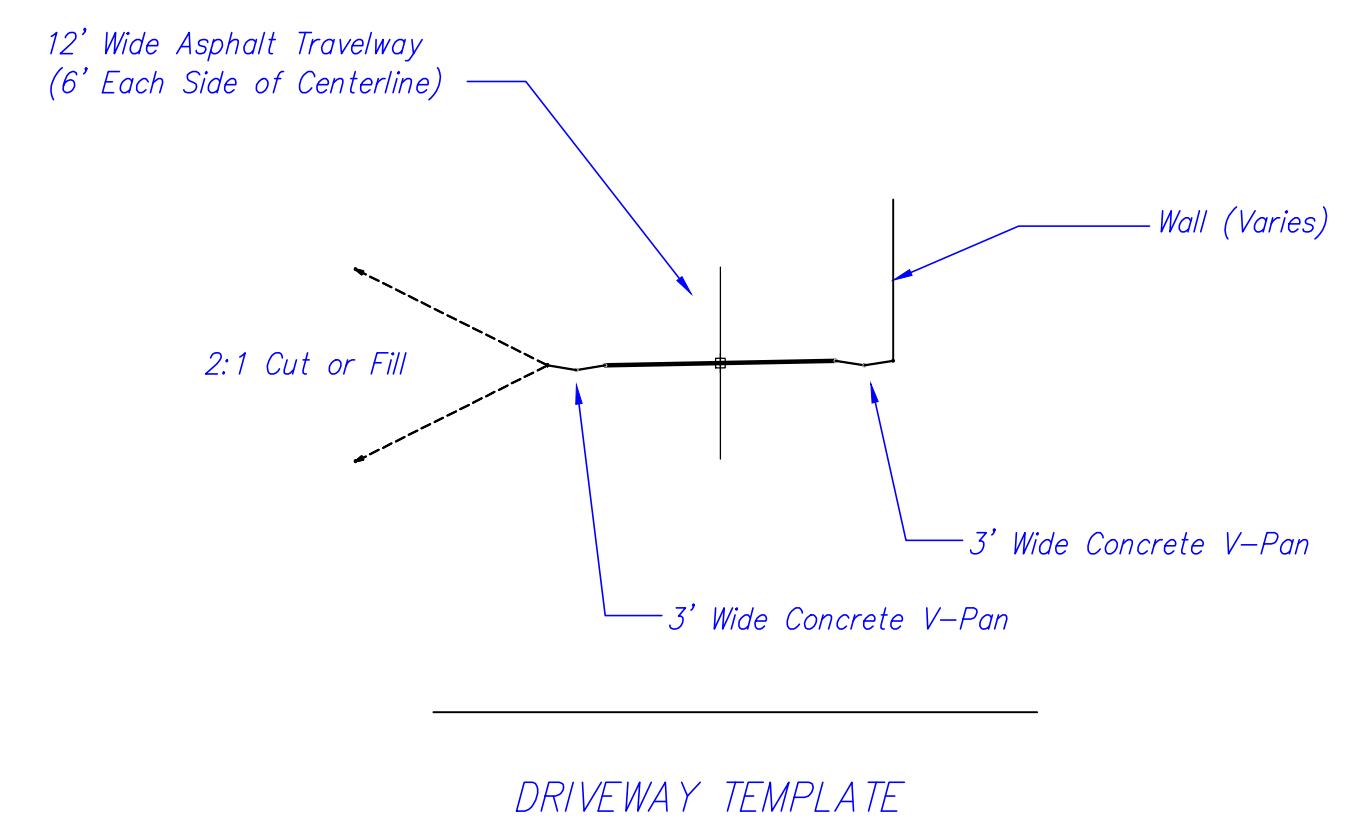 12' Wide Asphalt Travelway
(6' Each Side of Centerline)
Wall (Varies)
2:1 Cut or Fill
3' Wide Concrete V-Pan
3' Wide Concrete V-Pan
DRIVEWAY TEMPLATE